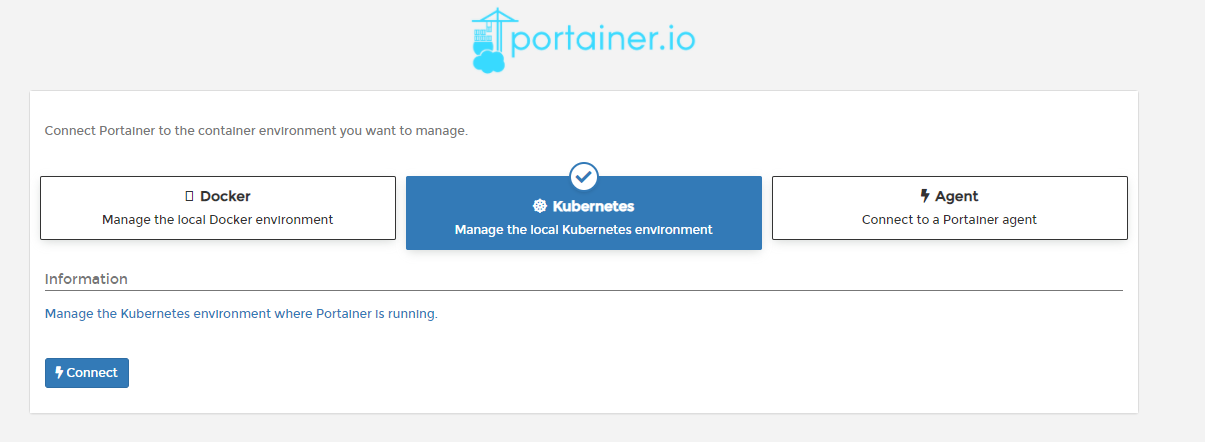 portainer.io
Connect Portainer to the container environment you want to manage.
Docker
Manage the local Docker environment
Kubernetes
Manage the local Kubernetes environment
Agent
Connect to a Portainer agent
Information
Manage the Kubernetes environment where Portainer is running.
Connect